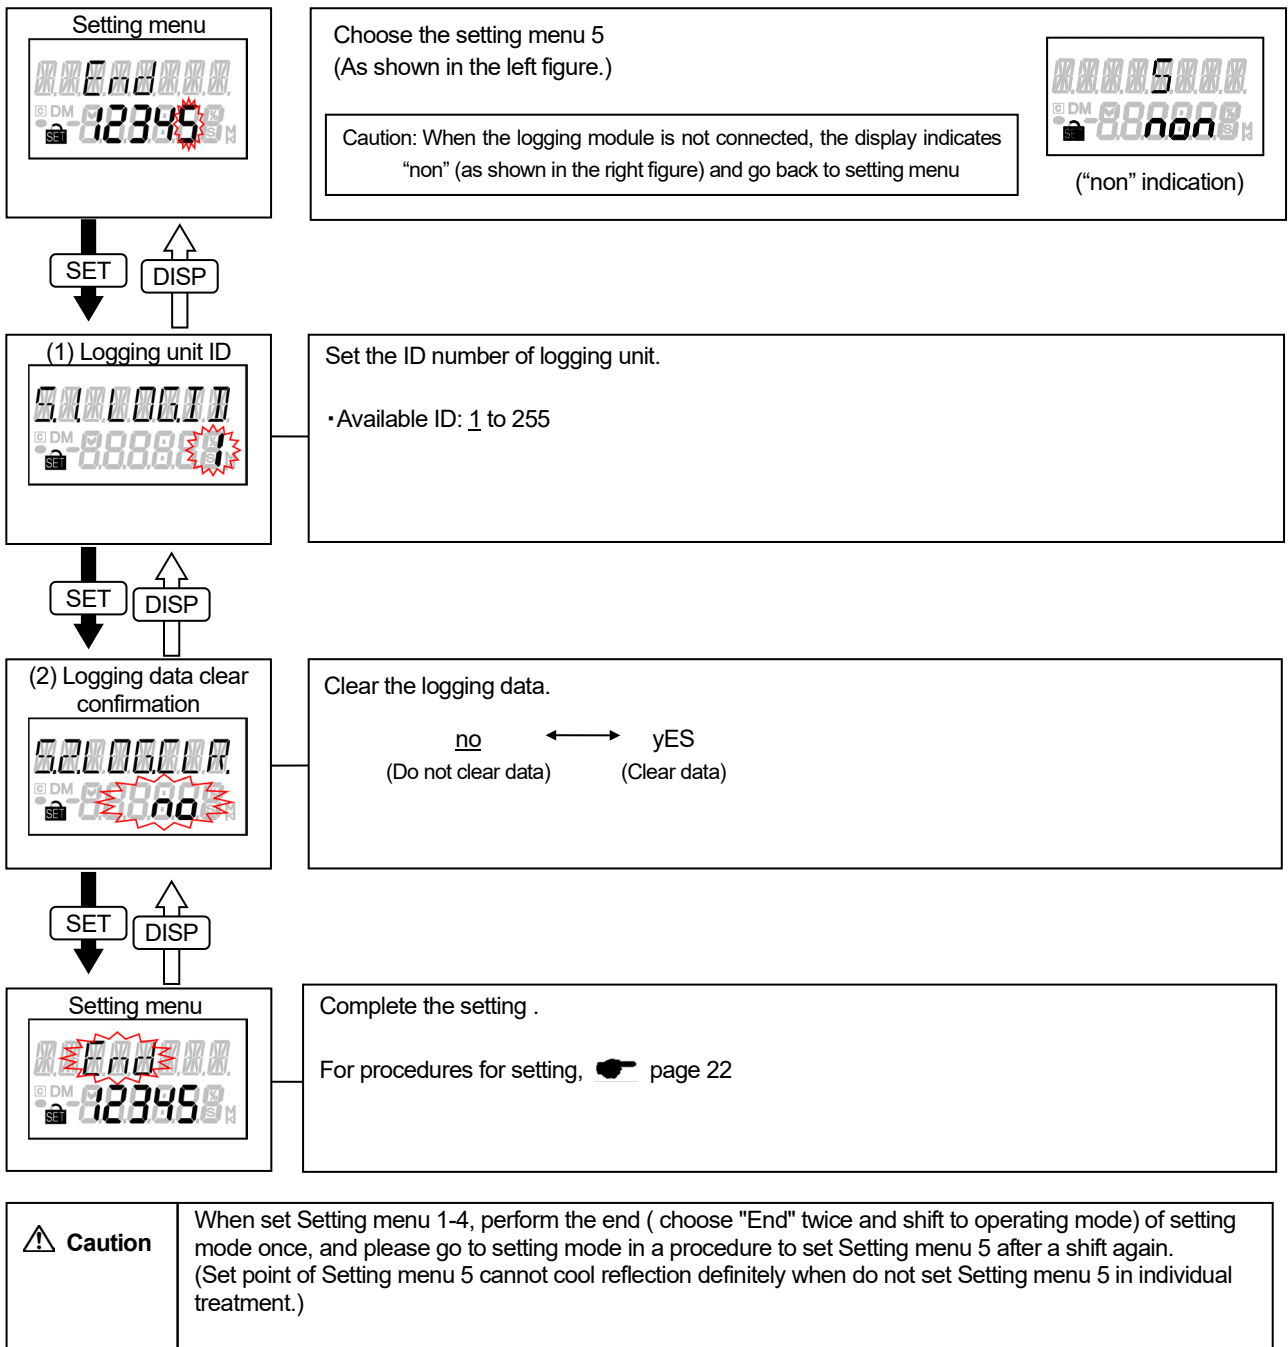 Setting menu
End
12345
Choose the setting menu 5
(As shown in the left figure.)
Caution: When the logging module is not connected, the display indicates
“non” (as shown in the right figure) and go back to setting menu
5
non
(“non” indication)
SET
DISP
(1) Logging unit ID
5.1. LOG.ID
1
Set the ID number of logging unit.
・Available ID: 1 to 255
SET
DISP
(2) Logging data clear
confirmation
5.2.LOG.CLR
no
Clear the logging data.
no yES
(Do not clear data) (Clear data)
SET
DISP
Setting menu
End
12345
Complete the setting .
For procedures for setting, page 22
Caution
When set Setting menu 1-4, perform the end ( choose "End" twice and shift to operating mode) of setting
mode once, and please go to setting mode in a procedure to set Setting menu 5 after a shift again.
(Set point of Setting menu 5 cannot cool reflection definitely when do not set Setting menu 5 in individual
treatment.)